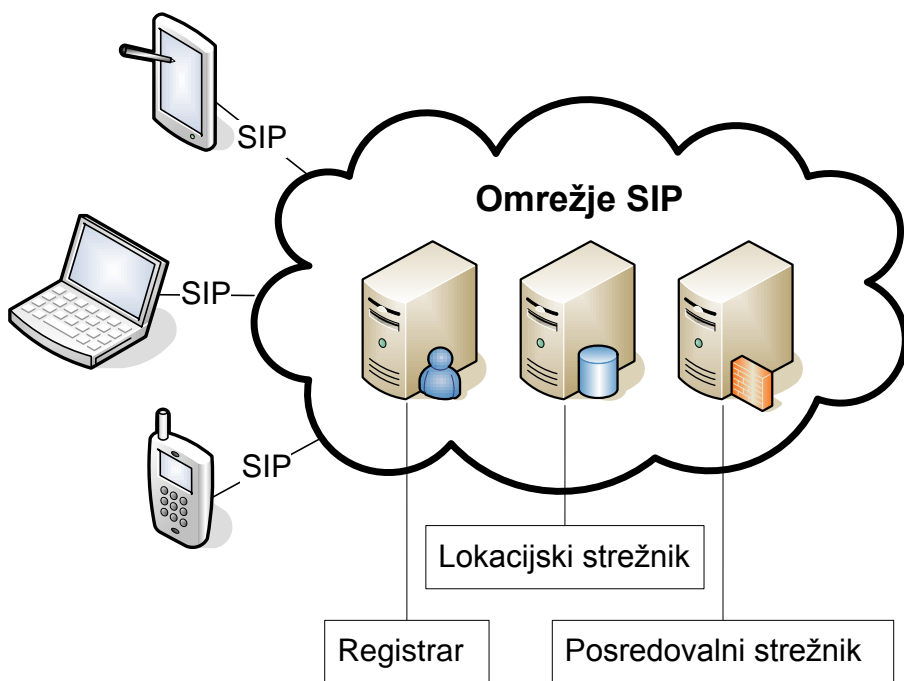 SIP
Omrežje SIP
SIP
SIP
Lokacijski strežnik
Registrar
Posredovalni strežnik